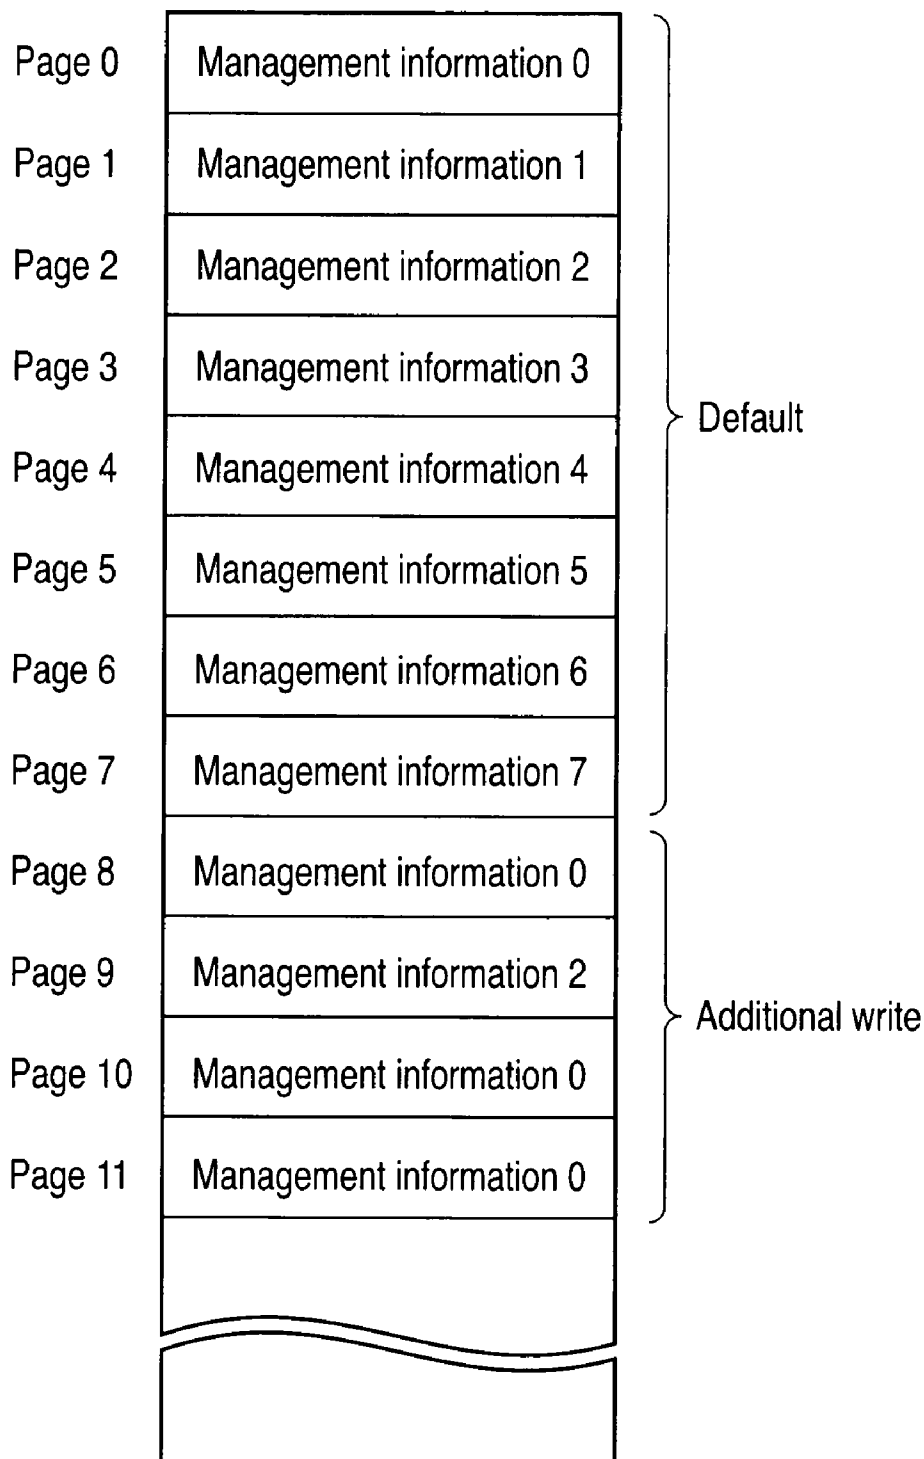 Page 0 Management information 0
Page 1 Management information 1
Page 2 Management information 2
Page 3 Management information 3
Default
Page 4 Management information 4
Page 5 Management information 5
Page 6 Management information 6
Page 7 Management information 7
Page 8 Management information 0
Page 9 Management information 2
Additional write
Page 10 Management information 0
Page 11 Management information 0